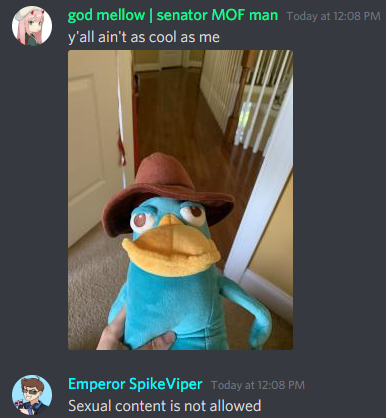 god mellow | senator MOF man Today at 12:08 PM
y'all ain't as cool as me
Emperor SpikeViper Today at 12:08 PM
Sexual content is not allowed